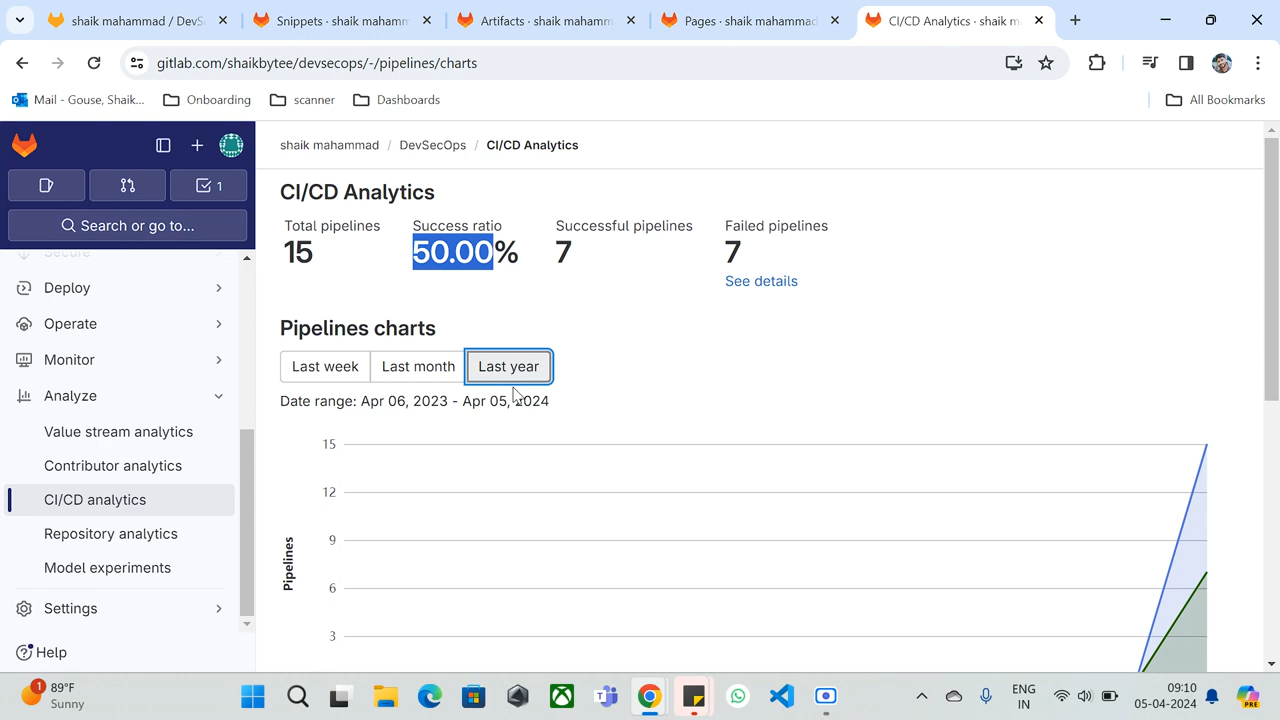 shaik mahammad / DevS
Snippets · shaik mahamm
Artifacts · shaik mahamm
Pages · shaik mahammad
CI/CD Analytics · shaik m
gitlab.com/shaikbytee/devsecops/-/pipelines/charts
Mail - Gouse, Shaik...
Onboarding
scanner
Dashboards
All Bookmarks
1
Search or go to...
Secure
Deploy
Operate
Monitor
Analyze
Value stream analytics
Contributor analytics
CI/CD analytics
Repository analytics
Model experiments
Settings
Help
shaik mahammad / DevSecOps / CI/CD Analytics
CI/CD Analytics
Total pipelines
15
Success ratio
50.00%
Successful pipelines
7
Failed pipelines
7
See details
Pipelines charts
Last week
Last month
Last year
Date range: Apr 06, 2023 - Apr 05, 2024
15
12
9
6
3
Pipelines
1
89°F
Sunny
ENG
IN
09:10
05-04-2024
PRE